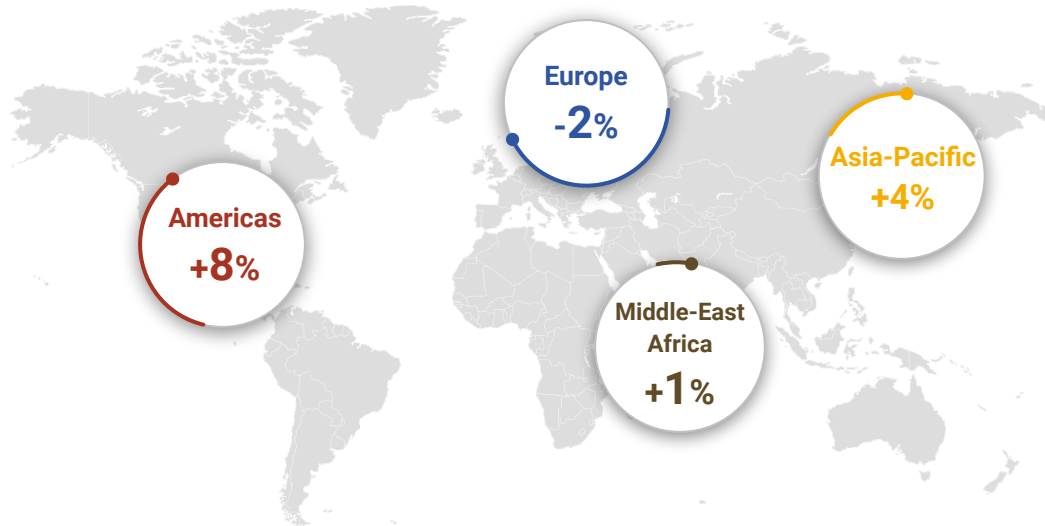 Europe
-2%
Asia-Pacific
+4%
Americas
+8%
Middle-East
Africa
+1%